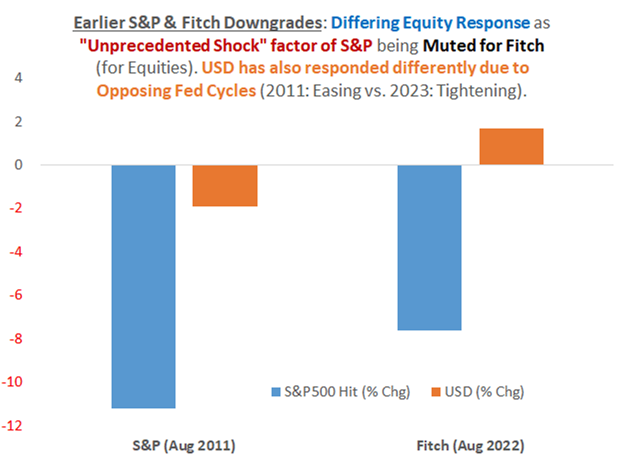 Earlier S&P & Fitch Downgrades: Differing Equity Response as
"Unprecedented Shock" factor of S&P being Muted for Fitch
(for Equities). USD has also responded differently due to
Opposing Fed Cycles (2011: Easing vs. 2023: Tightening).
4
2
0
-2
-4
-6
-8
-10
-12
S&P500 Hit (% Chg) USD (% Chg)
S&P (Aug 2011) Fitch (Aug 2022)